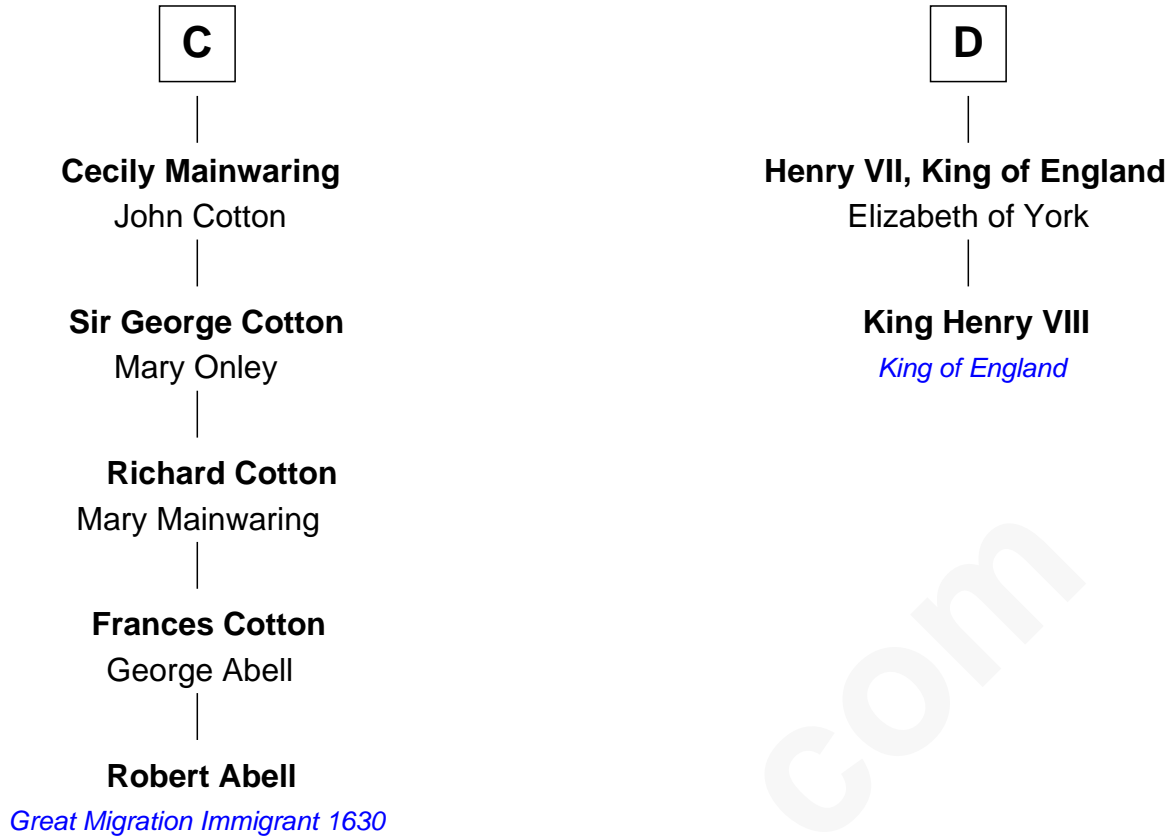 C
Cecily Mainwaring
John Cotton
Sir George Cotton
Mary Onley
Richard Cotton
Mary Mainwaring
Frances Cotton
George Abell
Robert Abell
Great Migration Immigrant 1630
D
Henry VII, King of England
Elizabeth of York
King Henry VIII
King of England
com